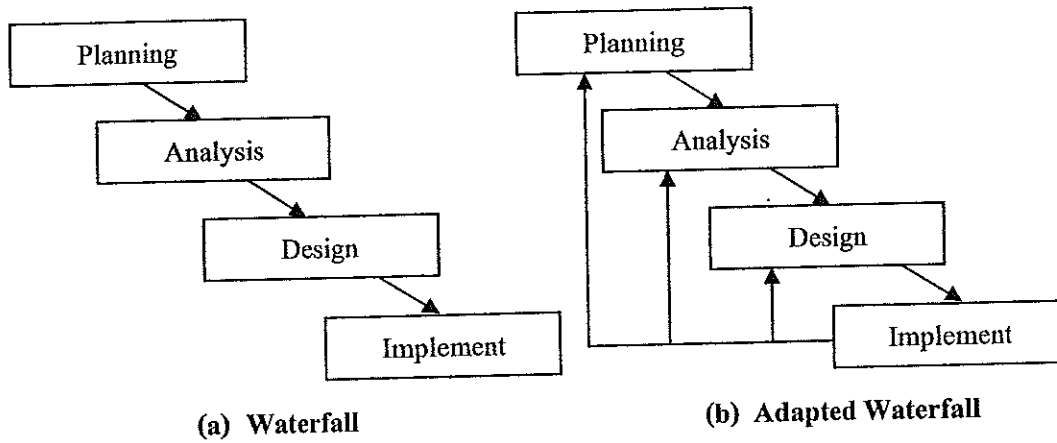 Planning
Analysis
Design
Implement
(a) Waterfall
Planning
Analysis
Design
Implement
(b) Adapted Waterfall